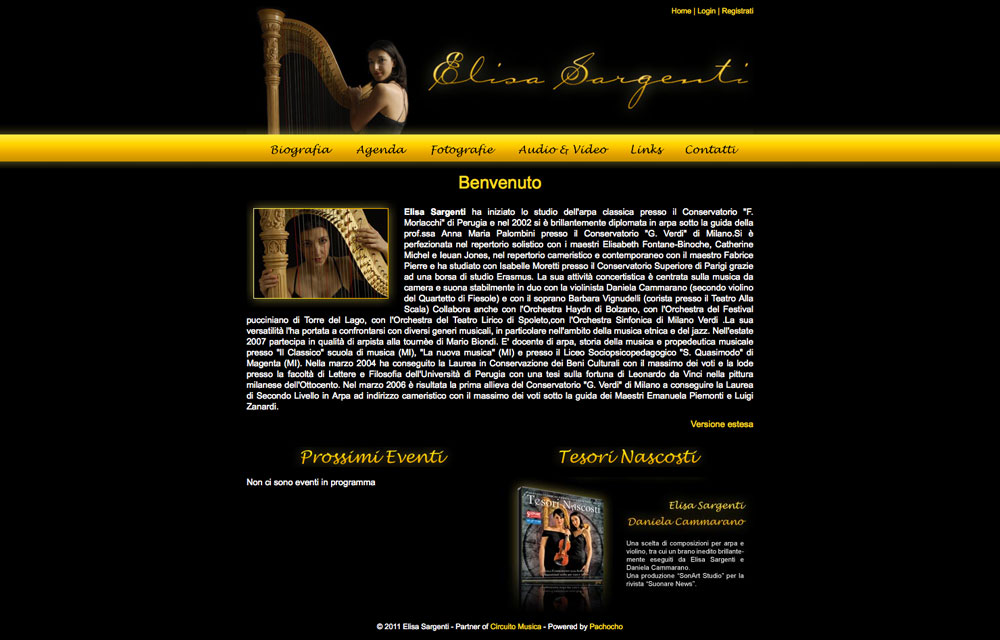 Home | Login | Registrati
Elisa Sargenti
Biografia Agenda Fotografie Audio & Video Links Contatti
Benvenuto
Elisa Sargenti ha iniziato lo studio dell'arpa classica presso il Conservatorio "F.
Morlacchi" di Perugia e nel 2002 si è brillantemente diplomata in arpa sotto la guida della
prof.ssa Anna Maria Palombini presso il Conservatorio "G. Verdi" di Milano.Si è
perfezionata nel repertorio solistico con i maestri Elisabeth Fontane-Binoche, Catherine
Michel e Ieuan Jones, nel repertorio cameristico e contemporaneo con il maestro Fabrice
Pierre e ha studiato con Isabelle Moretti presso il Conservatorio Superiore di Parigi grazie
ad una borsa di studio Erasmus. La sua attività concertistica è centrata sulla musica da
camera e suona stabilmente in duo con la violinista Daniela Cammarano (secondo violino
del Quartetto di Fiesole) e con il soprano Barbara Vignudelli (corista presso il Teatro Alla
Scala) Collabora anche con l'Orchestra Haydn di Bolzano, con l'Orchestra del Festival
pucciniano di Torre del Lago, con l'Orchestra del Teatro Lirico di Spoleto,con l'Orchestra Sinfonica di Milano Verdi .La sua
versatilità l'ha portata a confrontarsi con diversi generi musicali, in particolare nell'ambito della musica etnica e del jazz. Nell'estate
2007 partecipa in qualità di arpista alla tournèe di Mario Biondi. E' docente di arpa, storia della musica e propedeutica musicale
presso "Il Classico" scuola di musica (MI), "La nuova musica" (MI) e presso il Liceo Sociopsicopedagogico "S. Quasimodo" di
Magenta (MI). Nella marzo 2004 ha conseguito la Laurea in Conservazione dei Beni Culturali con il massimo dei voti e la lode
presso la facoltà di Lettere e Filosofia dell'Università di Perugia con una tesi sulla fortuna di Leonardo da Vinci nella pittura
milanese dell'Ottocento. Nel marzo 2006 è risultata la prima allieva del Conservatorio "G. Verdi" di Milano a conseguire la Laurea
di Secondo Livello in Arpa ad indirizzo cameristico con il massimo dei voti sotto la guida dei Maestri Emanuela Piemonti e Luigi
Zanardi.
Versione estesa
Prossimi Eventi
Non ci sono eventi in programma
Tesori Nascosti
Tesori Nascosti
Elisa Sargenti
Daniela Cammarano
Una scelta di composizioni per arpa e
violino, tra cui un brano inedito brillante-
mente eseguiti da Elisa Sargenti e
Daniela Cammarano.
Una produzione "SonArt Studio" per la
rivista "Suonare News".
© 2011 Elisa Sargenti - Partner of Circuito Musica - Powered by Pachocho